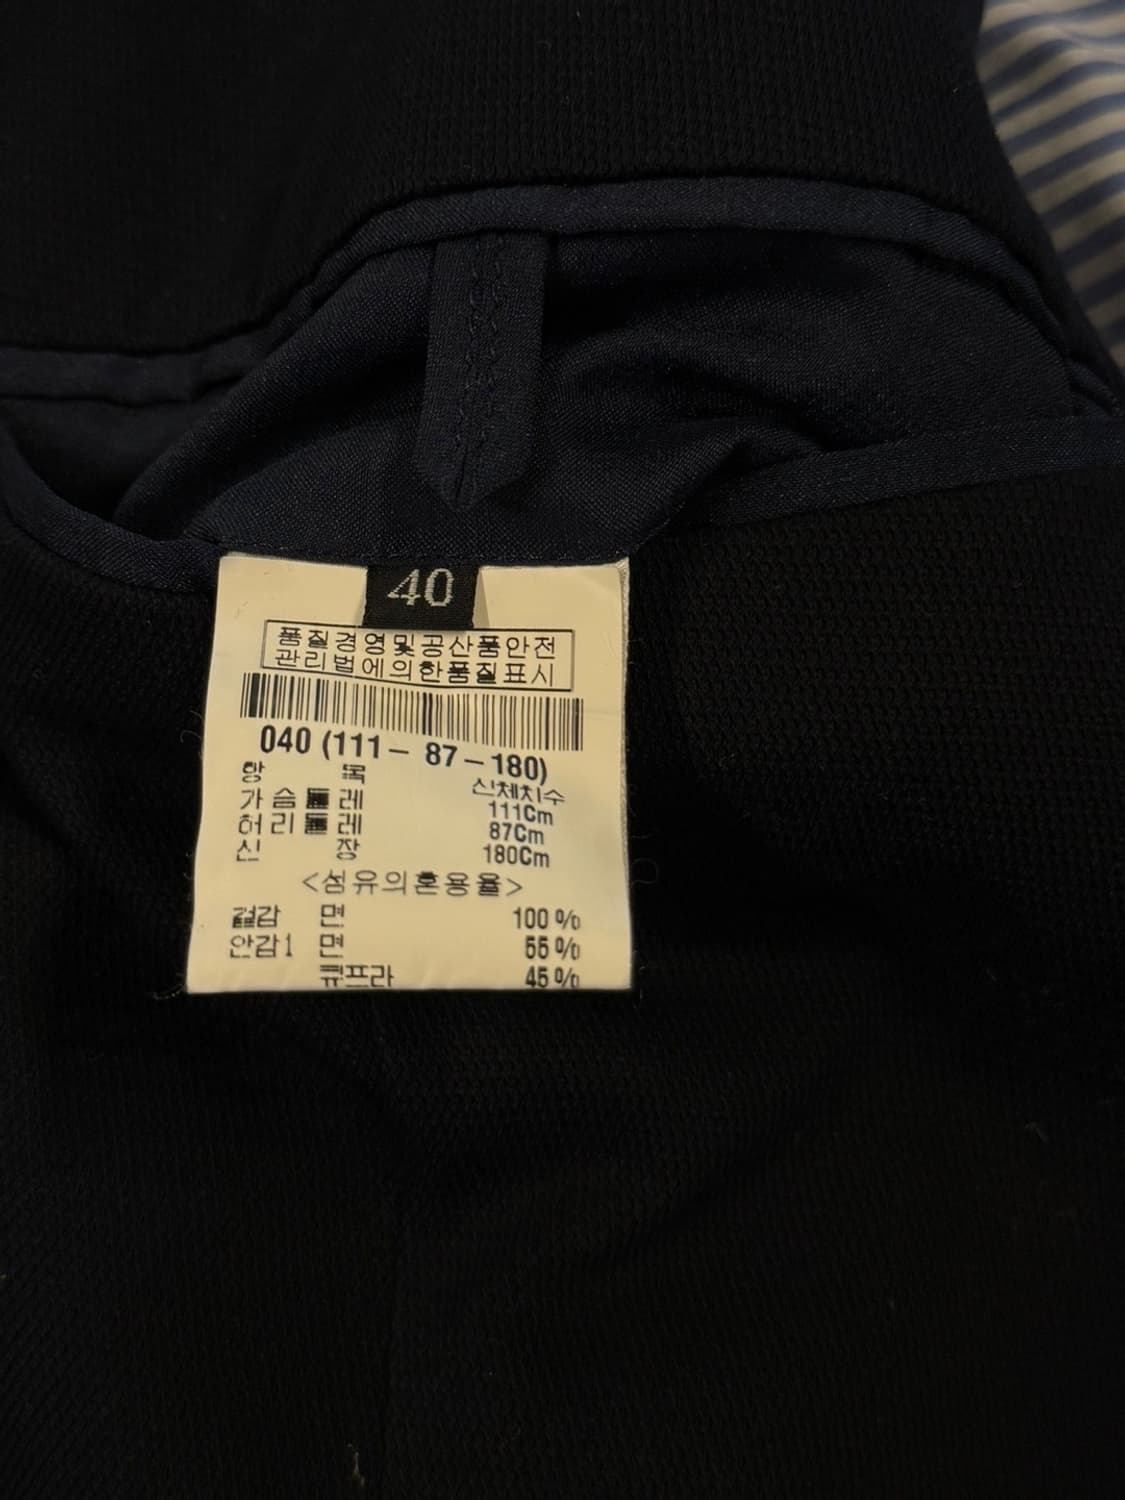 40
품질경영및공산품안전
관리법에의한품질표시
040 (111 - 87 - 180)
항 목 신체치수
가슴둘레 111Cm
허리둘레 87Cm
신 장 180Cm
<섬유의혼용율>
겉감 면 100%
안감1 면 55%
큐프라 45%